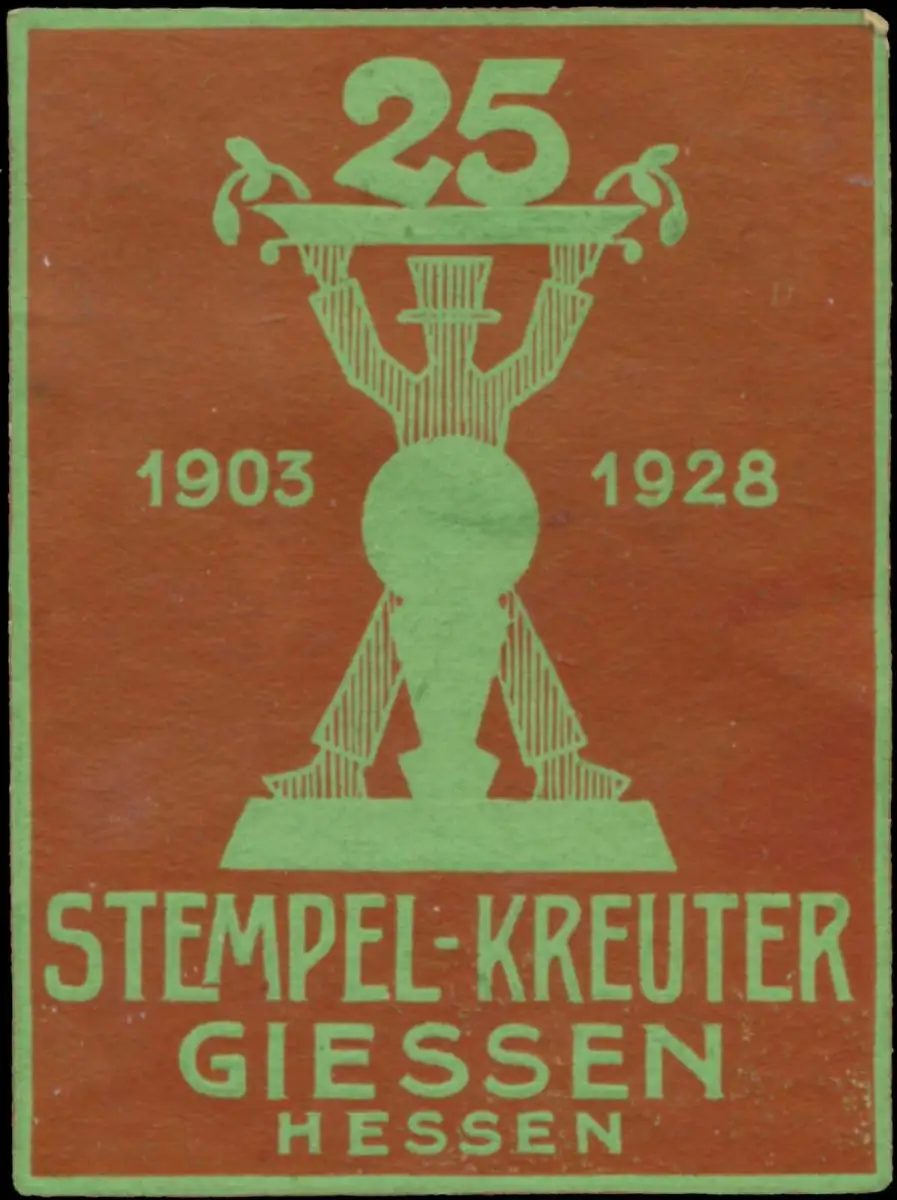 25
1903 1928
STEMPEL-KREUTER
GIESSEN
HESSEN